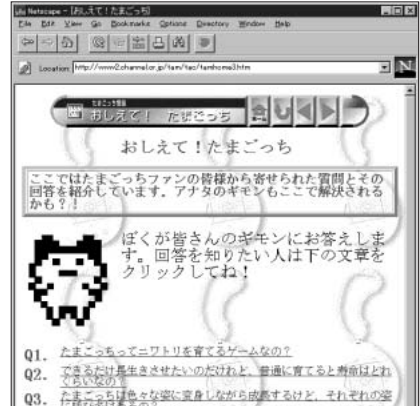 Netscape - [おしえて！たまごっち]
File Edit View Go Bookmarks Options Directory Window Help
Location: http://www2.channel.or.jp/tam/tao/tamhome3.htm
N
おしえて！ たまごっち
おしえて！たまごっち
ここではたまごっちファンの皆様から寄せられた質問とその
回答を紹介しています。アナタのギモンもここで解決される
かも？！
ぼくが皆さんのギモンにお答えしま
す。回答を知りたい人は下の文章を
クリックしてね！
Q1. たまごっちってニワトリを育てるゲームなの？
Q2. できるだけ長生きさせたいのだけれど、普通に育てると寿命はどれ
くらいなの？
Q3. たまごっちは色々な姿に変身しながら成長するけど、それぞれの姿